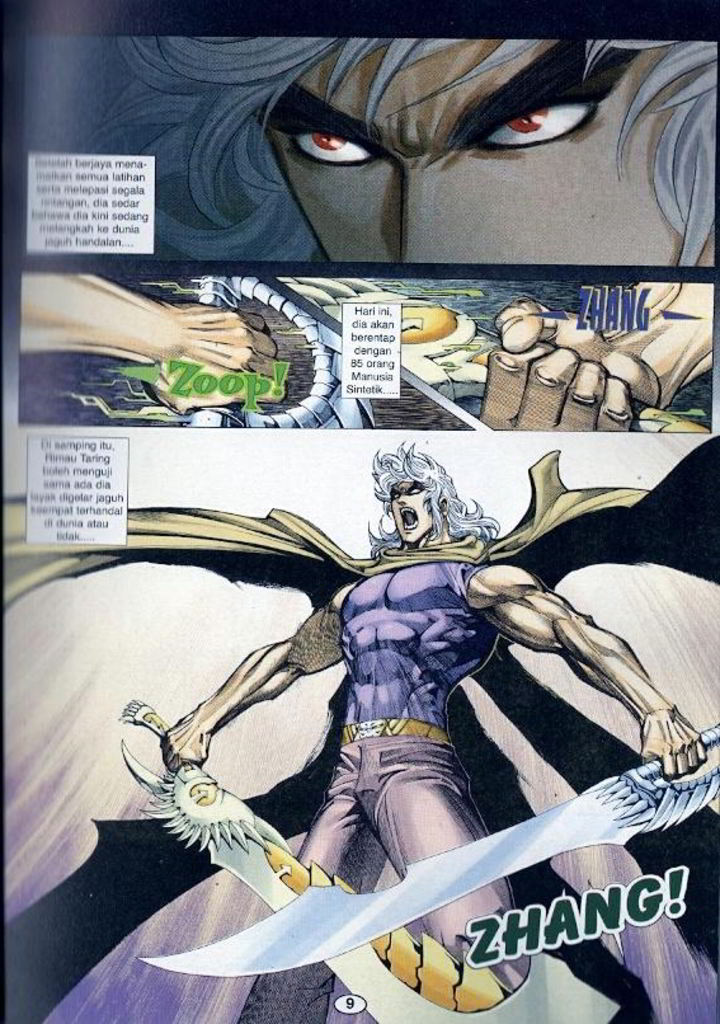 Setelah berjaya mena-
matkan semua latihan
serta melepasi segala
rintangan, dia sedar
bahawa dia kini sedang
melangkah ke dunia
jaguh handalan....
Zoop!
Hari ini,
dia akan
berentap
dengan
85 orang
Manusia
Sintetik.....
ZHANG
Di samping itu,
Rimau Taring
boleh menguji
sama ada dia
layak digelar jaguh
keempat terhandal
di dunia atau
tidak.....
ZHANG!
9